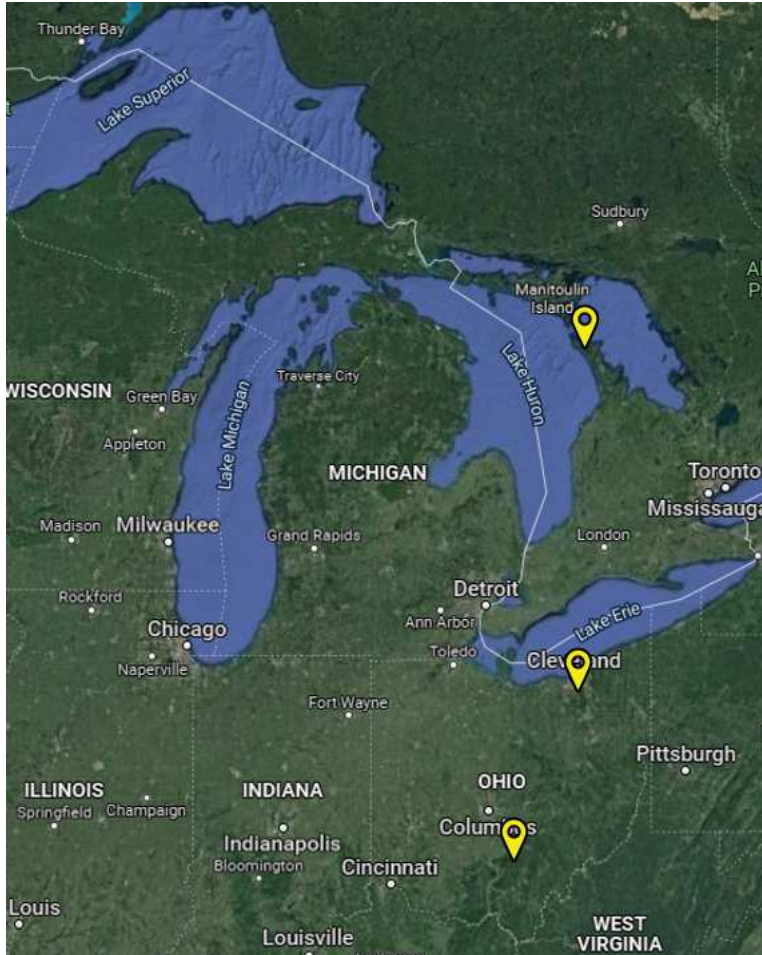 Thunder Bay
Lake Superior
Sudbury
Manitoulin
Island
Lake Huron
Traverse City
WISCONSIN
Green Bay
Lake Michigan
Appleton
MICHIGAN
Toronto
Mississauga
Madison
Milwaukee
Grand Rapids
London
Rockford
Detroit
Ann Arbor
Lake Erie
Chicago
Toledo
Cleveland
Naperville
Fort Wayne
Pittsburgh
ILLINOIS
INDIANA
OHIO
Springfield
Champaign
Columbus
Indianapolis
Bloomington
Cincinnati
Louis
WEST
VIRGINIA
Louisville